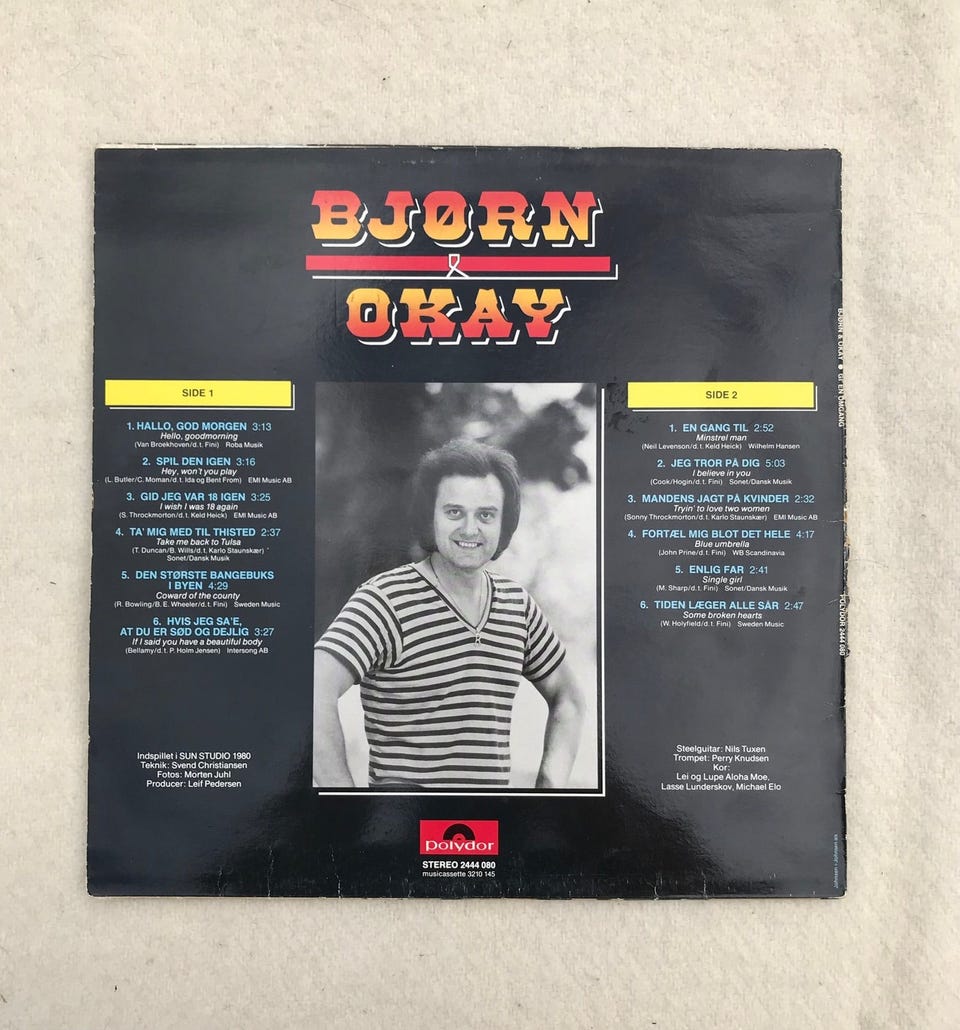 BJØRN
&
OKAY
SIDE 1
1. HALLO, GOD MORGEN 3:13
Hello, goodmorning
(Van Broekhoven/d.t. Fini) Roba Musik
2. SPIL DEN IGEN 3:16
Hey, won't you play
(L. Butler/C. Moman/d.t. Ida og Bent From) EMI Music AB
3. GID JEG VAR 18 IGEN 3:25
I wish I was 18 again
(S. Throckmorton/d.t. Keld Heick) EMI Music AB
4. TA' MIG MED TIL THISTED 2:37
Take me back to Tulsa
(T. Duncan/B. Wills/d.t. Karlo Staunskær)
Sonet/Dansk Musik
5. DEN STØRSTE BANGEBUKS
I BYEN 4:29
Coward of the county
(R. Bowling/B.E. Wheeler/d.t. Fini) Sweden Music
6. HVIS JEG SA'E,
AT DU ER SØD OG DEJLIG 3:27
If I said you have a beautiful body
(Bellamy/d.t. P. Holm Jensen) Intersong AB
Indspillet i SUN STUDIO 1980
Teknik: Svend Christiansen
Fotos: Morten Juhl
Producer: Leif Pedersen
SIDE 2
1. EN GANG TIL 2:52
Minstrel man
(Neil Levenson/d.t. Keld Heick) Wilhelm Hansen
2. JEG TROR PÅ DIG 5:03
I believe in you
(Cook/Hogin/d.t. Fini) Sonet/Dansk Musik
3. MANDENS JAGT PÅ KVINDER 2:32
Tryin' to love two women
(Sonny Throckmorton/d.t. Karlo Staunskær) EMI Music AB
4. FORTÆL MIG BLOT DET HELE 4:17
Blue umbrella
(John Prine/d.t. Fini) WB Scandinavia
5. ENLIG FAR 2:41
Single girl
(M. Sharp/d.t. Fini) Sonet/Dansk Musik
6. TIDEN LÆGER ALLE SÅR 2:47
Some broken hearts
(W. Holyfield/d.t. Fini) Sweden Music
Steelguitar: Nils Tuxen
Trompet: Perry Knudsen
Kor:
Lei og Lupe Aloha Moe,
Lasse Lunderskov, Michael Elo
polydor
STEREO 2444 080
musicassette 3210 145
BJØRN & OKAY
POLYDOR 2444 080